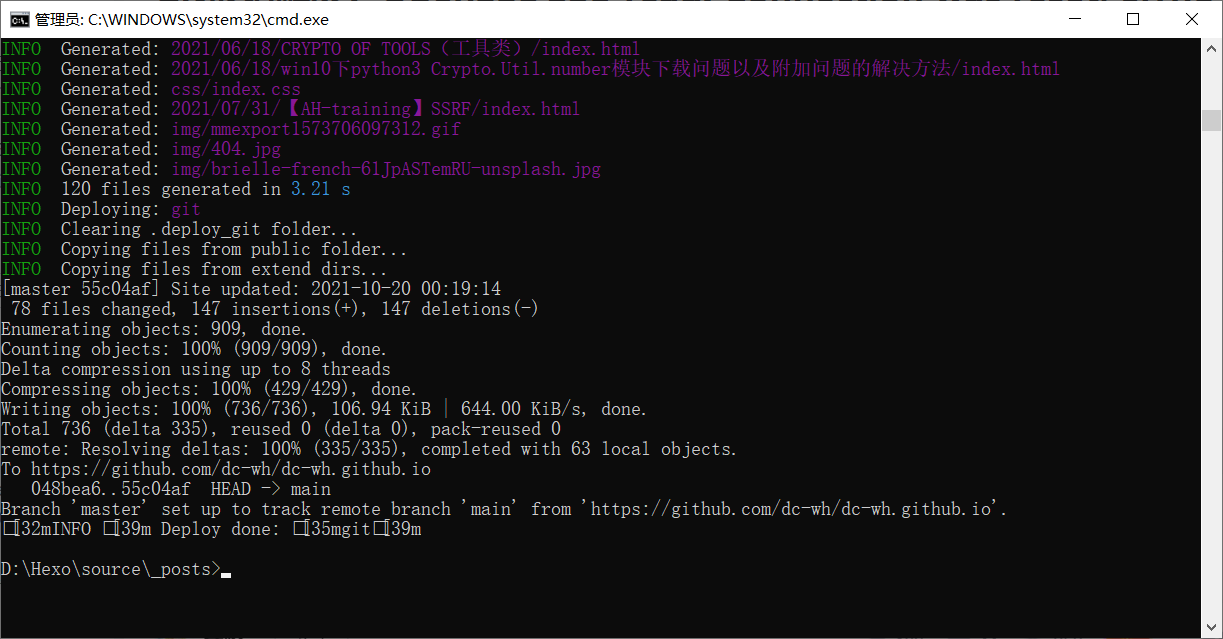 管理员: C:\WINDOWS\system32\cmd.exe
INFO  Generated: 2021/06/18/CRYPTO OF TOOLS（工具类）/index.html
INFO  Generated: 2021/06/18/win10下python3 Crypto.Util.number模块下载问题以及附加问题的解决方法/index.html
INFO  Generated: css/index.css
INFO  Generated: 2021/07/31/【AH-training】SSRF/index.html
INFO  Generated: img/mmexport1573706097312.gif
INFO  Generated: img/404.jpg
INFO  Generated: img/brielle-french-6lJpASTemRU-unsplash.jpg
INFO  120 files generated in 3.21 s
INFO  Deploying: git
INFO  Clearing .deploy_git folder...
INFO  Copying files from public folder...
INFO  Copying files from extend dirs...
[master 55c04af] Site updated: 2021-10-20 00:19:14
 78 files changed, 147 insertions(+), 147 deletions(-)
Enumerating objects: 909, done.
Counting objects: 100% (909/909), done.
Delta compression using up to 8 threads
Compressing objects: 100% (429/429), done.
Writing objects: 100% (736/736), 106.94 KiB | 644.00 KiB/s, done.
Total 736 (delta 335), reused 0 (delta 0), pack-reused 0
remote: Resolving deltas: 100% (335/335), completed with 63 local objects.
To https://github.com/dc-wh/dc-wh.github.io
   048bea6..55c04af  HEAD -> main
Branch 'master' set up to track remote branch 'main' from 'https://github.com/dc-wh/dc-wh.github.io'.
□[32mINFO □[39m Deploy done: □[35mgit□[39m
D:\Hexo\source\_posts>